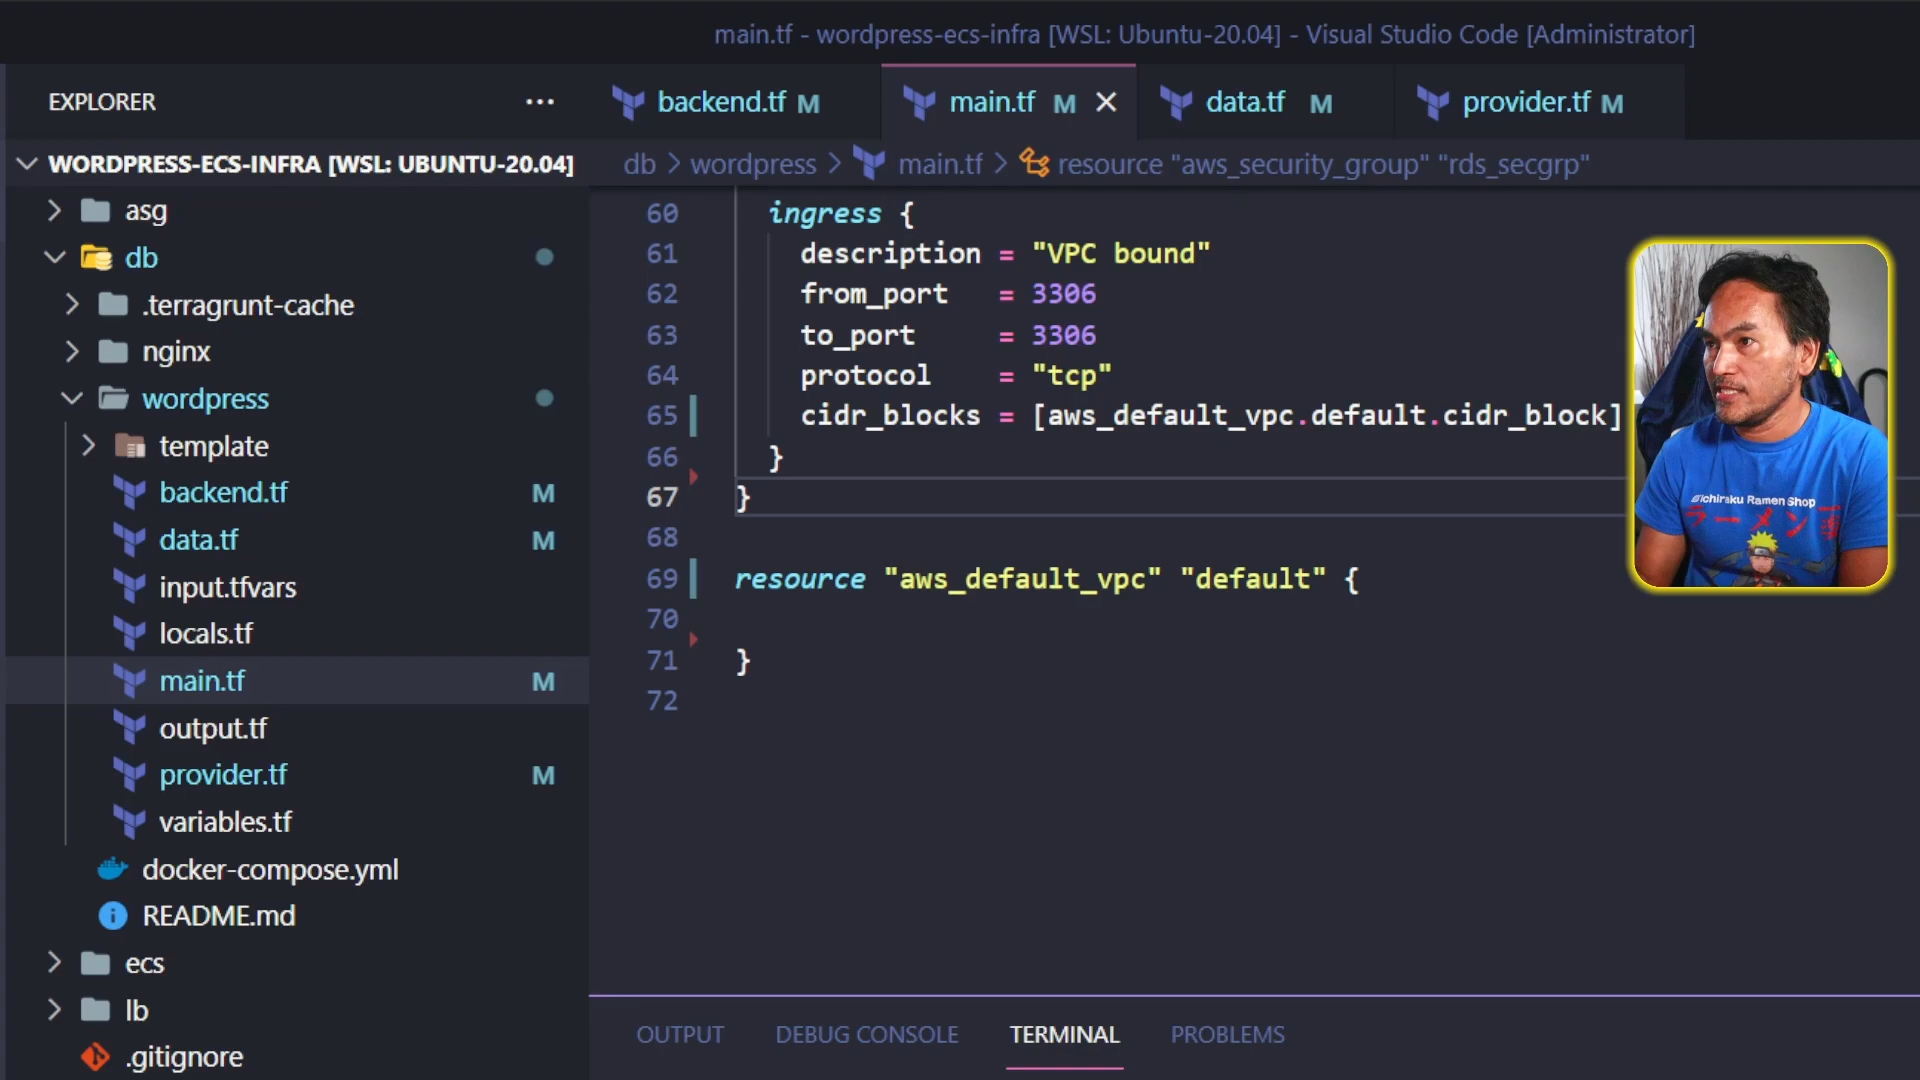 main.tf - wordpress-ecs-infra [WSL: Ubuntu-20.04] - Visual Studio Code [Administrator]
EXPLORER
backend.tf M
main.tf M
data.tf M
provider.tf M
WORDPRESS-ECS-INFRA [WSL: UBUNTU-20.04]
db > wordpress > main.tf > resource "aws_security_group" "rds_secgrp"
asg
db
.terragrunt-cache
nginx
wordpress
template
backend.tf M
data.tf M
input.tfvars
locals.tf
main.tf M
output.tf
provider.tf M
variables.tf
docker-compose.yml
README.md
ecs
lb
.gitignore
60 ingress {
61 description = "VPC bound"
62 from_port = 3306
63 to_port = 3306
64 protocol = "tcp"
65 cidr_blocks = [aws_default_vpc.default.cidr_block]
66 }
67 }
68
69 resource "aws_default_vpc" "default" {
70
71 }
72
Ichiraku Ramen Shop
OUTPUT
DEBUG CONSOLE
TERMINAL
PROBLEMS